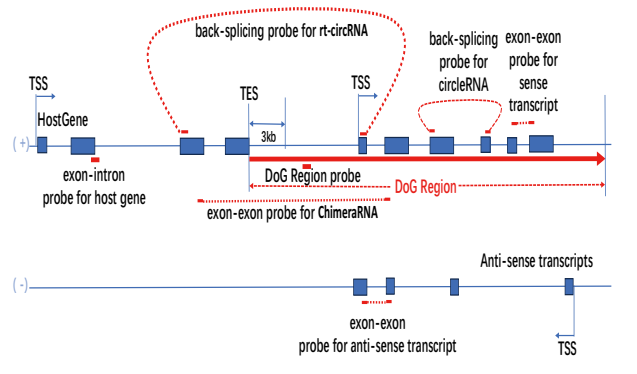 back-splicing probe for rt-circRNA
back-splicing
probe for
circleRNA
exon-exon
probe for
sense
transcript
TSS
TES
TSS
HostGene
3kb
(+)
exon-intron
probe for host gene
DoG Region probe
DoG Region
exon-exon probe for ChimeraRNA
Anti-sense transcripts
(-)
exon-exon
probe for anti-sense transcript
TSS